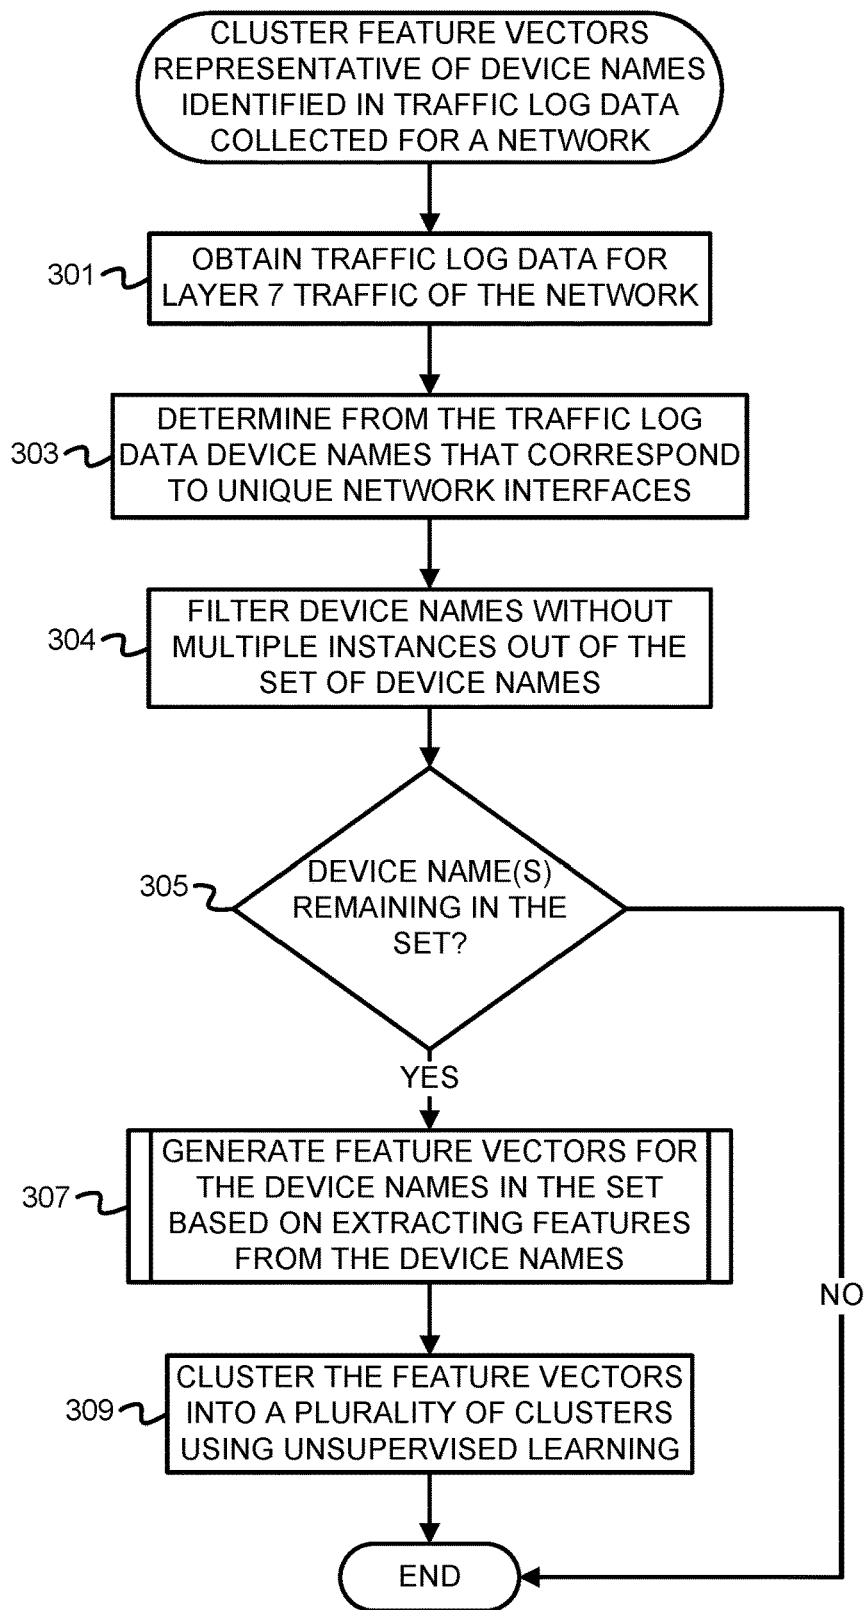 CLUSTER FEATURE VECTORS
REPRESENTATIVE OF DEVICE NAMES
IDENTIFIED IN TRAFFIC LOG DATA
COLLECTED FOR A NETWORK
301
OBTAIN TRAFFIC LOG DATA FOR
LAYER 7 TRAFFIC OF THE NETWORK
303
DETERMINE FROM THE TRAFFIC LOG
DATA DEVICE NAMES THAT CORRESPOND
TO UNIQUE NETWORK INTERFACES
304
FILTER DEVICE NAMES WITHOUT
MULTIPLE INSTANCES OUT OF THE
SET OF DEVICE NAMES
305
DEVICE NAME(S)
REMAINING IN THE
SET?
YES
307
GENERATE FEATURE VECTORS FOR
THE DEVICE NAMES IN THE SET
BASED ON EXTRACTING FEATURES
FROM THE DEVICE NAMES
NO
309
CLUSTER THE FEATURE VECTORS
INTO A PLURALITY OF CLUSTERS
USING UNSUPERVISED LEARNING
END